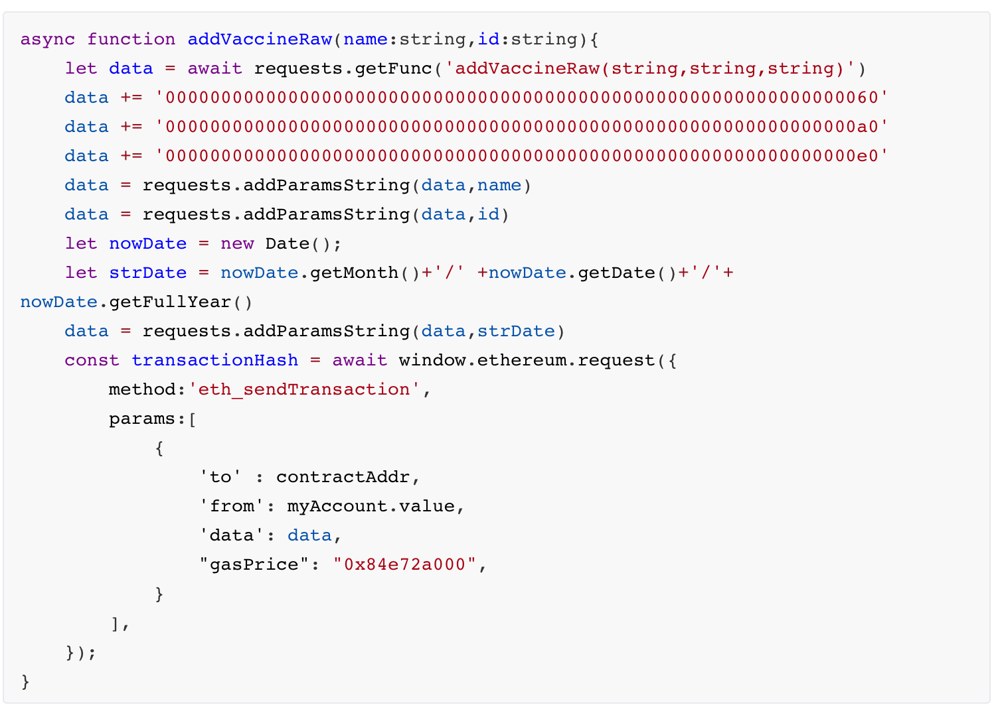 async function addVaccineRaw(name:string,id:string){
    let data = await requests.getFunc('addVaccineRaw(string,string,string)')
    data += '0000000000000000000000000000000000000000000000000000000000000060'
    data += '00000000000000000000000000000000000000000000000000000000000000a0'
    data += '00000000000000000000000000000000000000000000000000000000000000e0'
    data = requests.addParamsString(data,name)
    data = requests.addParamsString(data,id)
    let nowDate = new Date();
    let strDate = nowDate.getMonth()+'/' +nowDate.getDate()+'/'+
nowDate.getFullYear()
    data = requests.addParamsString(data,strDate)
    const transactionHash = await window.ethereum.request({
        method:'eth_sendTransaction',
        params:[
            {
                'to' : contractAddr,
                'from': myAccount.value,
                'data': data,
                "gasPrice": "0x84e72a000",
            }
        ],
    });
}